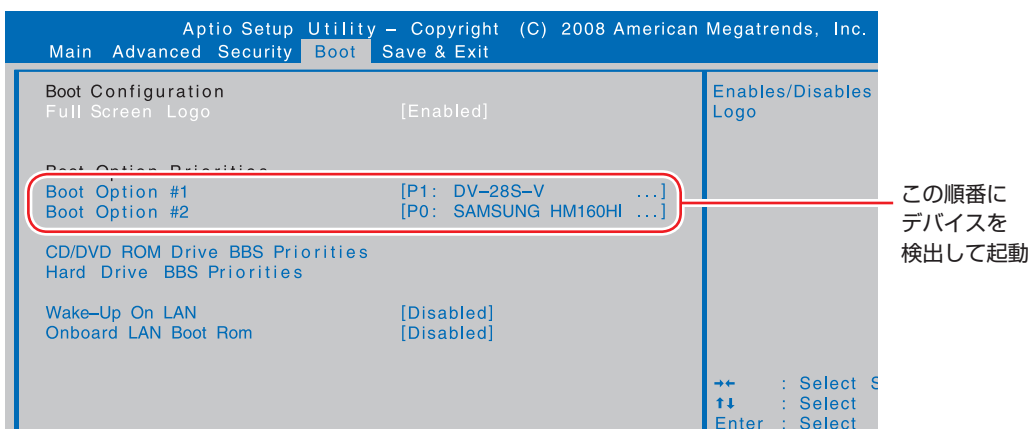 Aptio Setup Utility – Copyright (C) 2008 American Megatrends, Inc.
Main Advanced Security Boot Save & Exit
Boot Configuration
Full Screen Logo [Enabled]
Enables/Disables
Logo
Boot Option Priorities
Boot Option #1 [P1: DV–28S–V ...]
Boot Option #2 [P0: SAMSUNG HM160HI ...]
この順番に
デバイスを
検出して起動
CD/DVD ROM Drive BBS Priorities
Hard Drive BBS Priorities
Wake–Up On LAN [Disabled]
Onboard LAN Boot Rom [Disabled]
→← : Select S
↑↓ : Select
Enter : Select